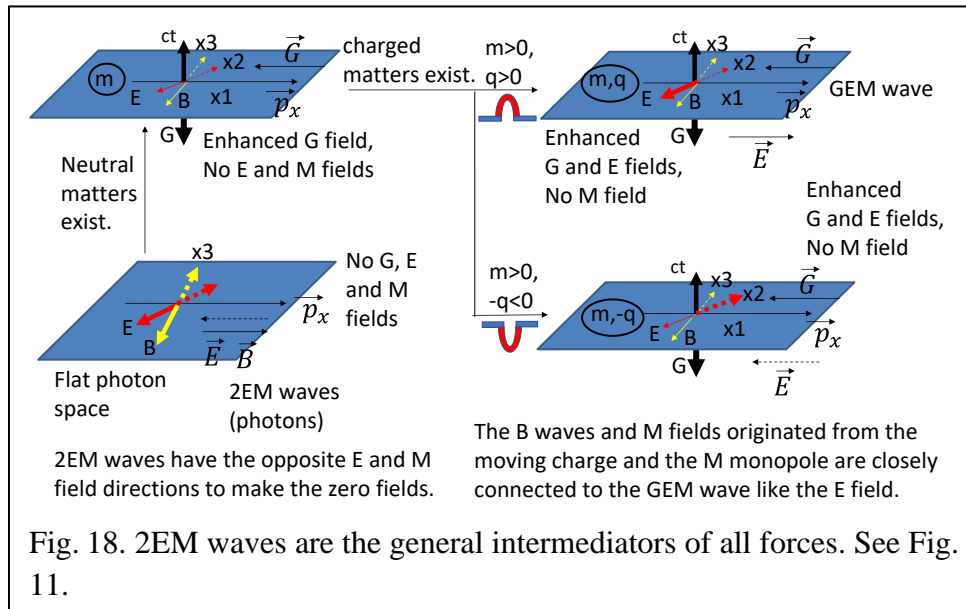 ct
x3
x2
G
m
E
B
x1
p_x
G
Enhanced G field,
No E and M fields
charged
matters exist.
m>0,
q>0
ct
x3
x2
G
m,q
E
B
x1
p_x
G
GEM wave
E
Enhanced
G and E fields,
No M field
Neutral
matters
exist.
x3
No G, E
and M
fields
p_x
E
B
E
B
Flat photon
space
2EM waves
(photons)
2EM waves have the opposite E and M
field directions to make the zero fields.
m>0,
-q<0
Enhanced
G and E fields,
No M field
ct
x3
x2
G
m,-q
E
B
x1
p_x
G
E
The B waves and M fields originated from the
moving charge and the M monopole are closely
connected to the GEM wave like the E field.
Fig. 18. 2EM waves are the general intermediators of all forces. See Fig.
11.